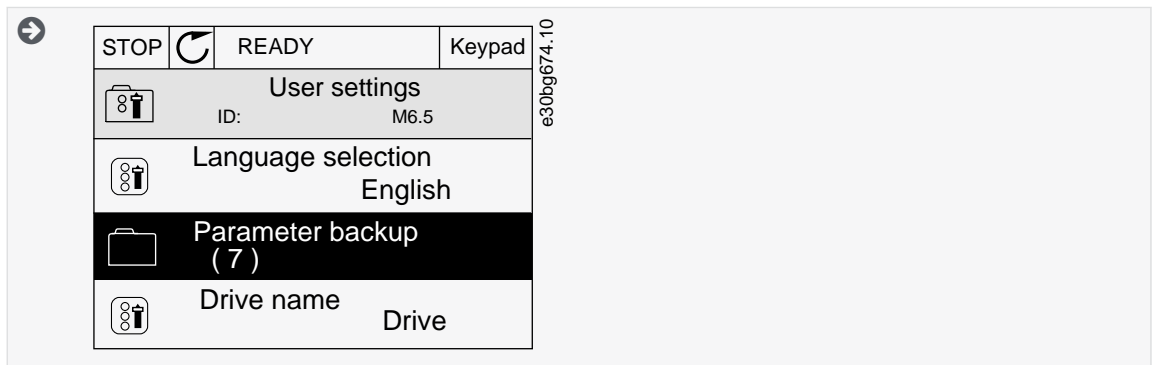 STOP READY Keypad
User settings
ID: M6.5
Language selection
English
Parameter backup
( 7 )
Drive name
Drive
e30bg674.10